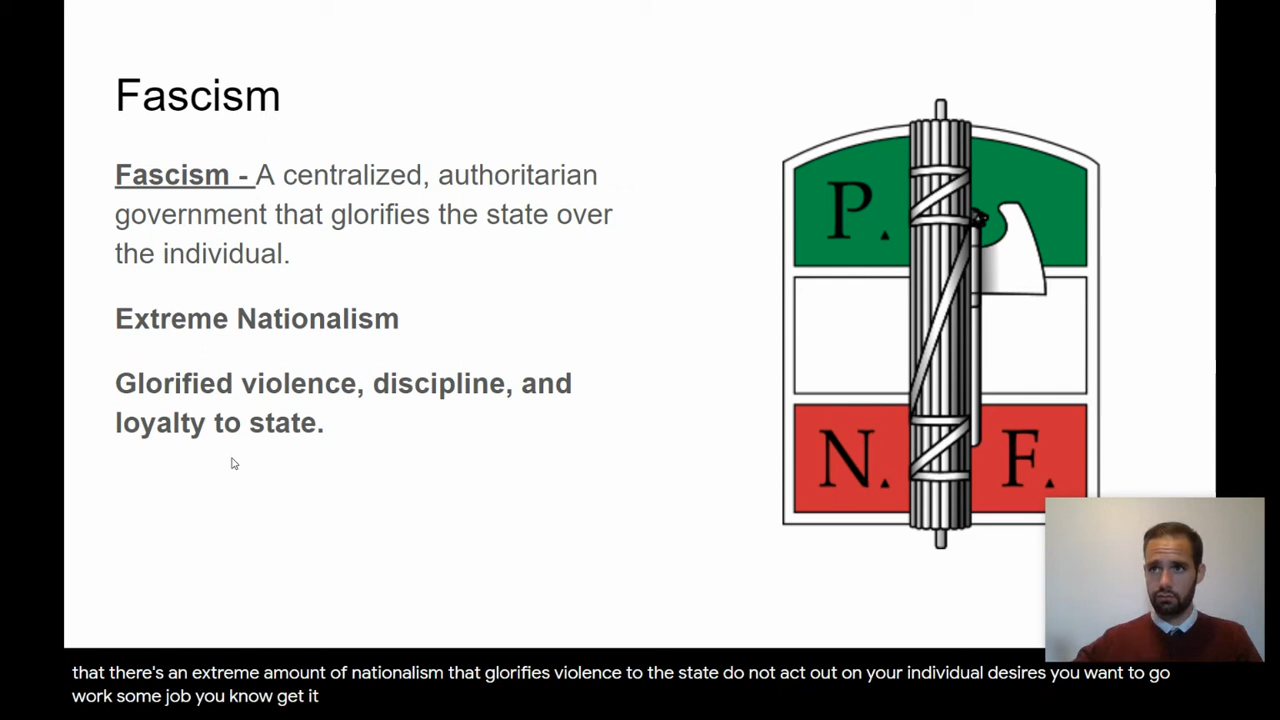 Fascism
Fascism - A centralized, authoritarian
government that glorifies the state over
the individual.
Extreme Nationalism
Glorified violence, discipline, and
loyalty to state.
P.
N. F.
that there's an extreme amount of nationalism that glorifies violence to the state do not act out on your individual desires you want to go
work some job you know get it